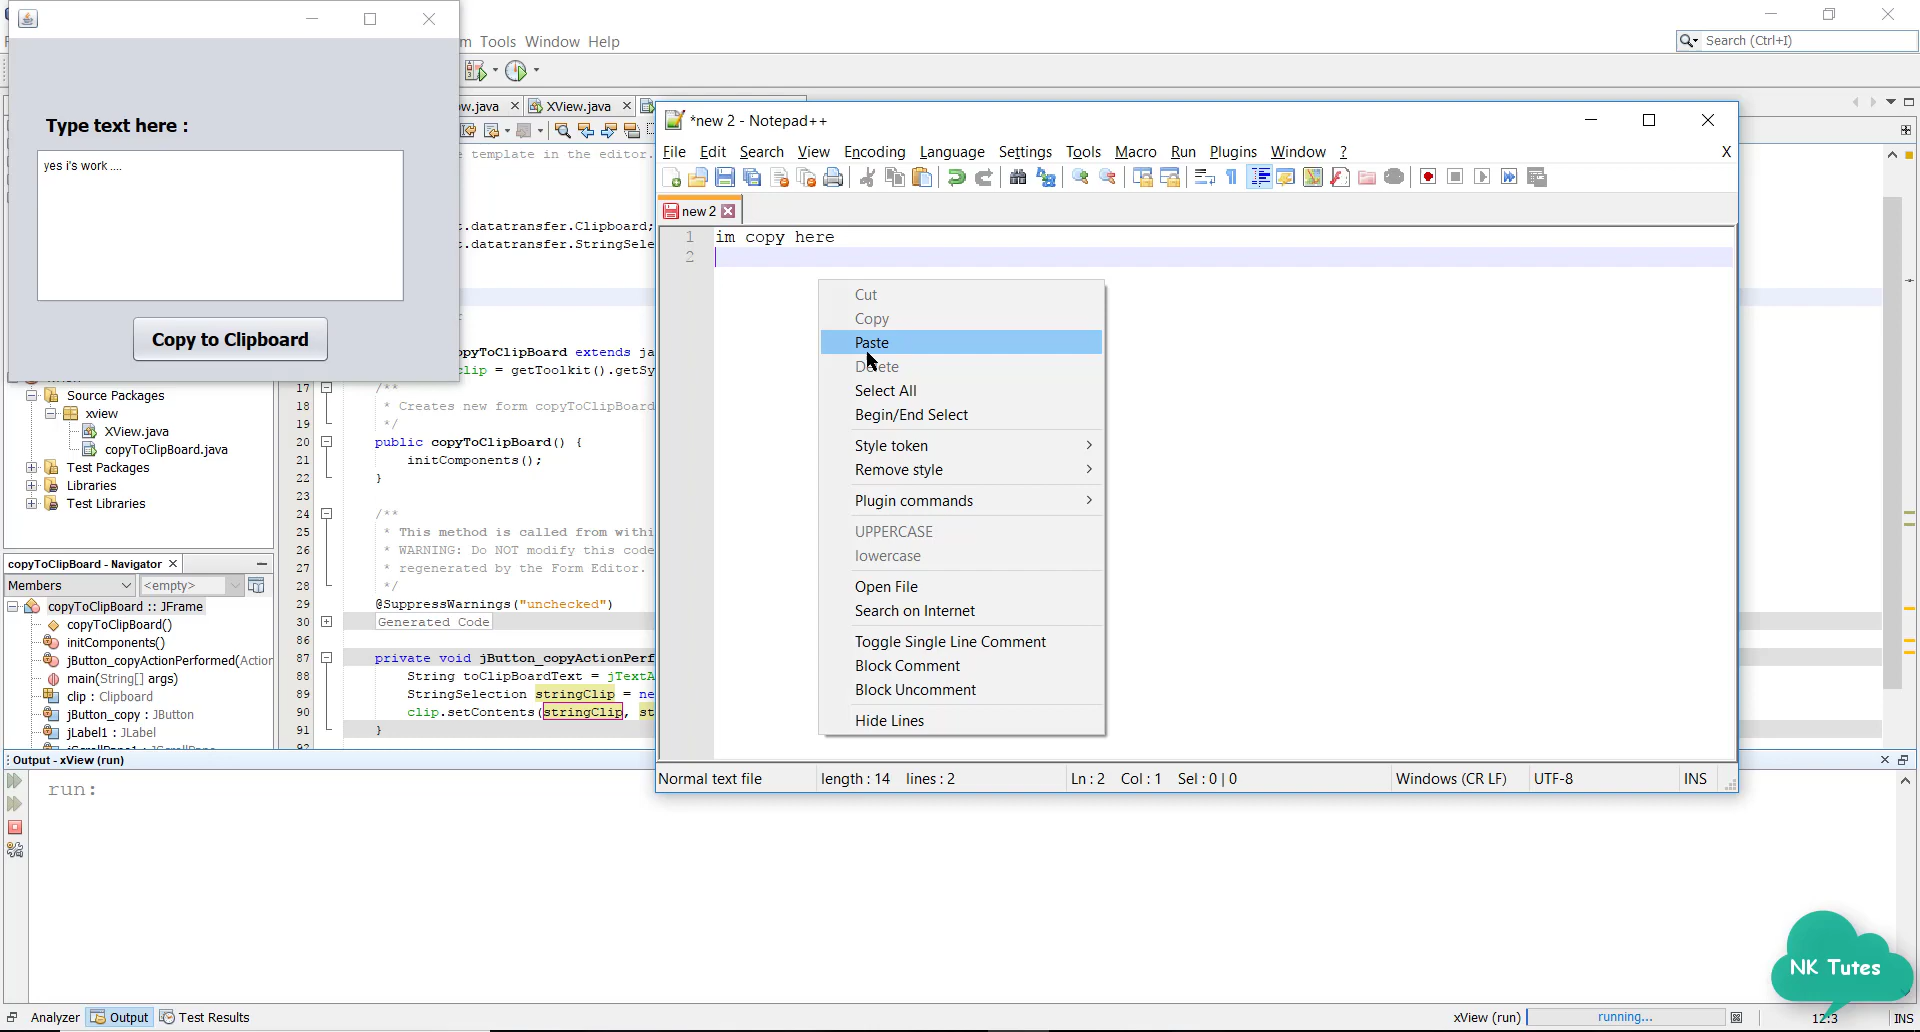 Tools Window Help
Search (Ctrl+I)
Type text here :
yes i's work ....
Copy to Clipboard
XView.java
template in the editor.
.datatransfer.Clipboard;
.datatransfer.StringSele
opyToClipBoard extends ja
clip = getToolkit().getSy
*new 2 - Notepad++
File Edit Search View Encoding Language Settings Tools Macro Run Plugins Window ? X
new 2
1 im copy here
2
Cut
Copy
Paste
Delete
Select All
Begin/End Select
Style token
Remove style
Plugin commands
UPPERCASE
lowercase
Open File
Search on Internet
Toggle Single Line Comment
Block Comment
Block Uncomment
Hide Lines
Normal text file length : 14 lines : 2 Ln : 2 Col : 1 Sel : 0 | 0 Windows (CR LF) UTF-8 INS
Source Packages
xview
XView.java
copyToClipBoard.java
Test Packages
Libraries
Test Libraries
17 /**
18 * Creates new form copyToClipBoard
19 */
20 public copyToClipBoard() {
21 initComponents();
22 }
23
24 /**
25 * This method is called from withi
26 * WARNING: Do NOT modify this code
27 * regenerated by the Form Editor.
28 */
29 @SuppressWarnings("unchecked")
30 Generated Code
86
87 private void jButton_copyActionPerf
88 String toClipBoardText = jTextA
89 StringSelection stringClip = ne
90 clip.setContents(stringClip, st
91 }
92
copyToClipBoard - Navigator
Members <empty>
copyToClipBoard :: JFrame
copyToClipBoard()
initComponents()
jButton_copyActionPerformed(Action
main(String[] args)
clip : Clipboard
jButton_copy : JButton
jLabel1 : JLabel
Output - xView (run)
run:
NK Tutes
Analyzer Output Test Results xView (run) running... 12:3 INS